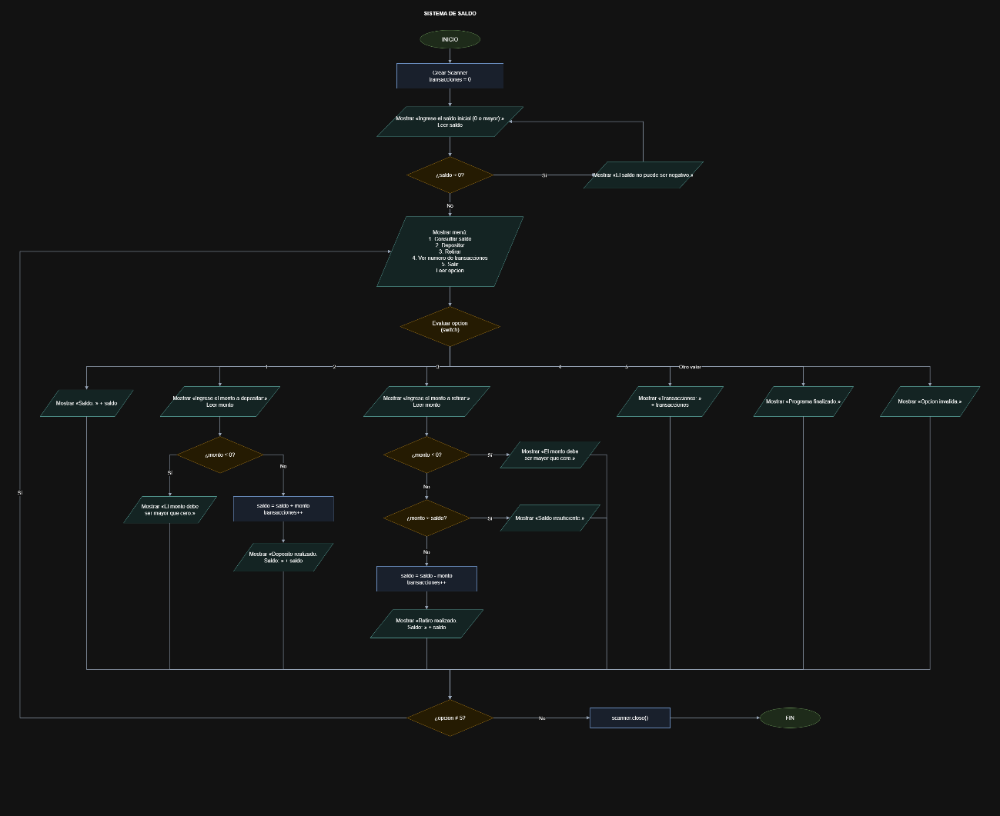 SISTEMA DE SALDO
INICIO
Crear Scanner
transacciones = 0
Mostrar «Ingrese el saldo inicial (0 o mayor):»
Leer saldo
¿saldo < 0?
Sí
Mostrar «El saldo no puede ser negativo.»
No
Mostrar menú:
1. Consultar saldo
2. Depositar
3. Retirar
4. Ver numero de transacciones
5. Salir
Leer opcion
Evaluar opcion
(switch)
1
2
3
4
5
Otro valor
Mostrar «Saldo: » + saldo
Mostrar «Ingrese el monto a depositar:»
Leer monto
Mostrar «Ingrese el monto a retirar:»
Leer monto
Mostrar «Transacciones: »
+ transacciones
Mostrar «Programa finalizado.»
Mostrar «Opcion invalida.»
¿monto ≤ 0?
Sí
No
Mostrar «El monto debe
ser mayor que cero.»
saldo = saldo + monto
transacciones++
Mostrar «Deposito realizado.
Saldo: » + saldo
¿monto ≤ 0?
Sí
Mostrar «El monto debe
ser mayor que cero.»
No
¿monto > saldo?
Sí
Mostrar «Saldo insuficiente.»
No
saldo = saldo - monto
transacciones++
Mostrar «Retiro realizado.
Saldo: » + saldo
Sí
¿opcion ≠ 5?
No
scanner.close()
FIN